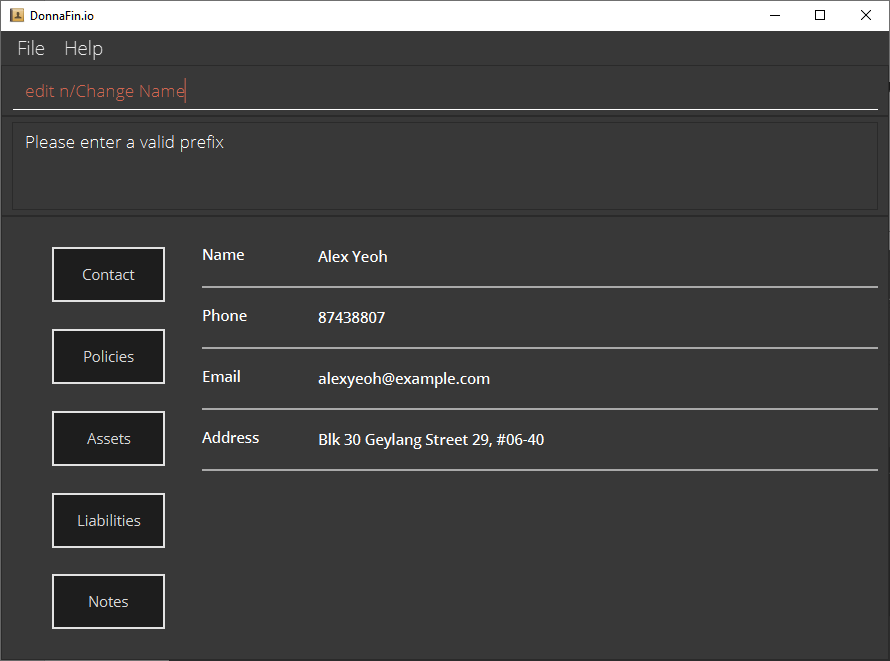 DonnaFin.io
File Help
edit n/Change Name
Please enter a valid prefix
Contact
Policies
Assets
Liabilities
Notes
Name Alex Yeoh
Phone 87438807
Email alexyeoh@example.com
Address Blk 30 Geylang Street 29, #06-40